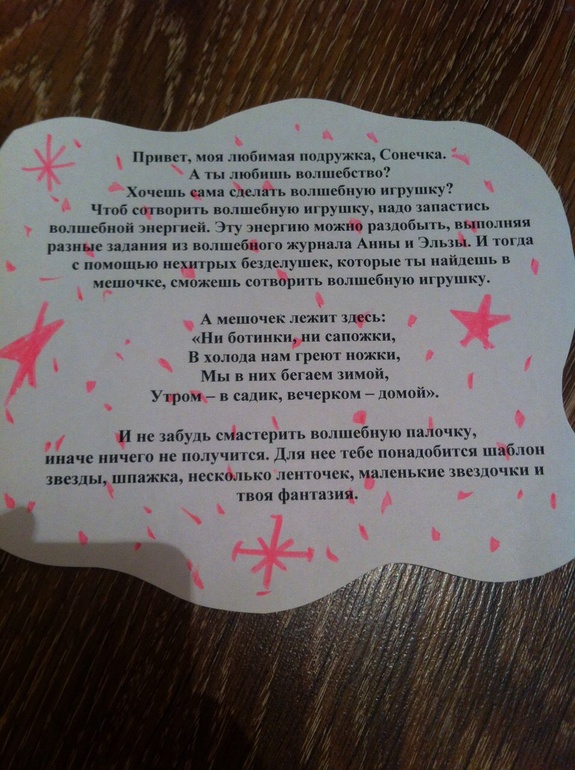 Привет, моя любимая подружка, Сонечка.
А ты любишь волшебство?
Хочешь сама сделать волшебную игрушку?
Чтоб сотворить волшебную игрушку, надо запастись
волшебной энергией. Эту энергию можно раздобыть, выполняя
разные задания из волшебного журнала Анны и Эльзы. И тогда
с помощью нехитрых безделушек, которые ты найдешь в
мешочке, сможешь сотворить волшебную игрушку.
А мешочек лежит здесь:
«Ни ботинки, ни сапожки,
В холода нам греют ножки,
Мы в них бегаем зимой,
Утром – в садик, вечерком – домой».
И не забудь смастерить волшебную палочку,
иначе ничего не получится. Для нее тебе понадобится шаблон
звезды, шпажка, несколько ленточек, маленькие звездочки и
твоя фантазия.